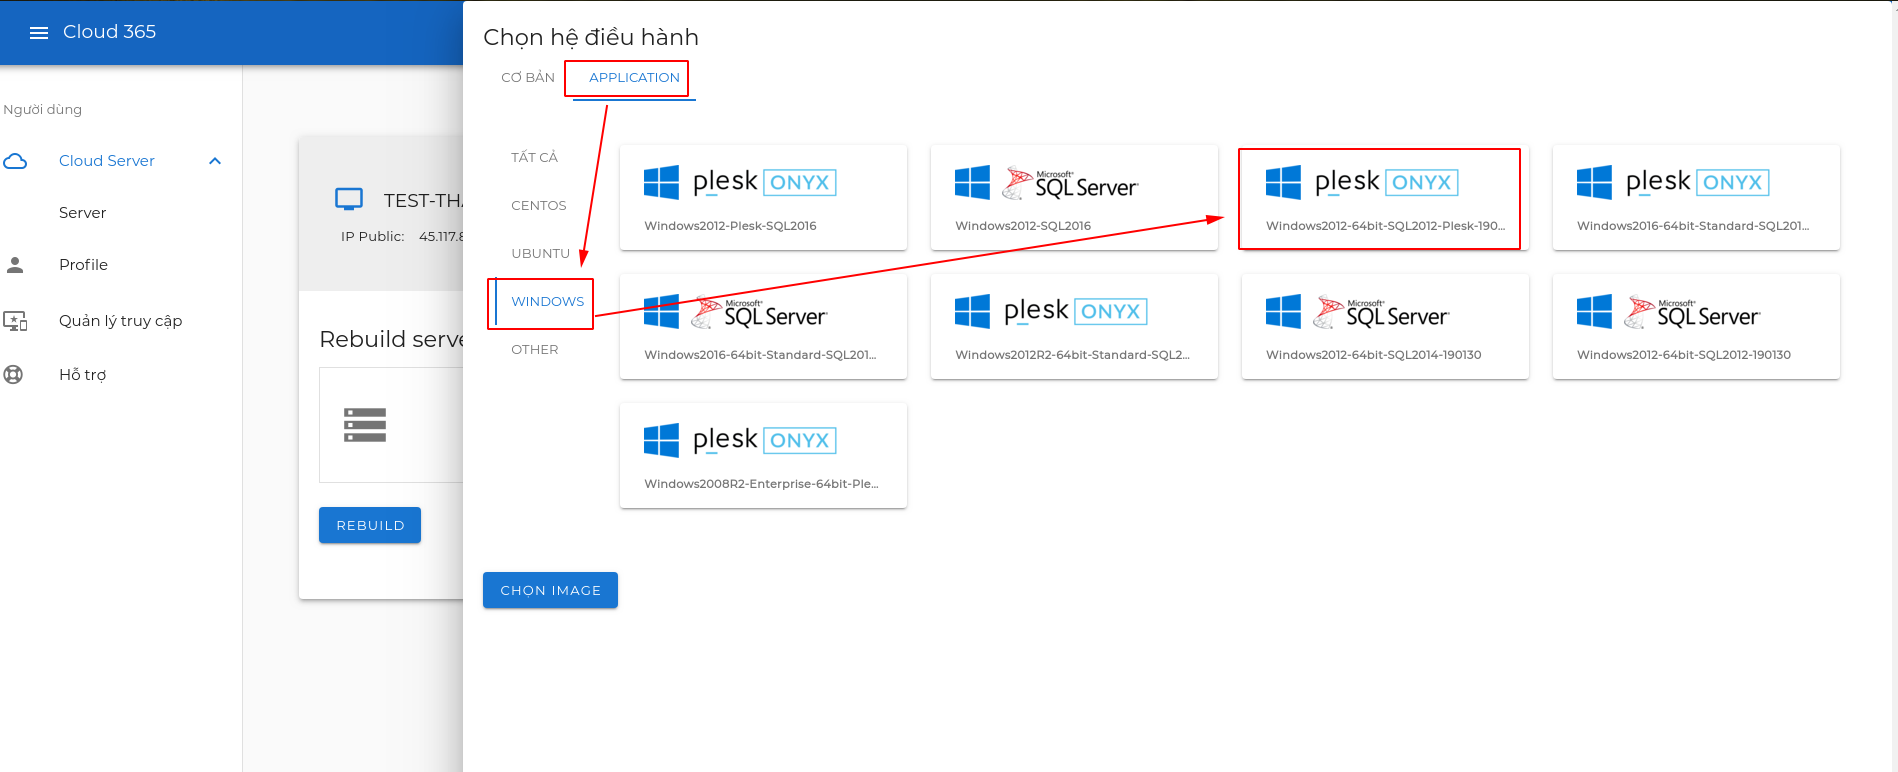 Cloud 365
Người dùng
Cloud Server
Server
Profile
Quản lý truy cập
Hỗ trợ
TEST-TH
IP Public: 45.117.8
Rebuild serve
REBUILD
Chọn hệ điều hành
CƠ BẢN
APPLICATION
TẤT CẢ
CENTOS
UBUNTU
WINDOWS
OTHER
plesk ONYX
Windows2012-Plesk-SQL2016
Microsoft®
SQL Server®
Windows2012-SQL2016
plesk ONYX
Windows2012-64bit-SQL2012-Plesk-190...
plesk ONYX
Windows2016-64bit-Standard-SQL201...
Microsoft®
SQL Server®
Windows2016-64bit-Standard-SQL201...
plesk ONYX
Windows2012R2-64bit-Standard-SQL2...
Microsoft®
SQL Server®
Windows2012-64bit-SQL2014-190130
Microsoft®
SQL Server®
Windows2012-64bit-SQL2012-190130
plesk ONYX
Windows2008R2-Enterprise-64bit-Ple...
CHỌN IMAGE